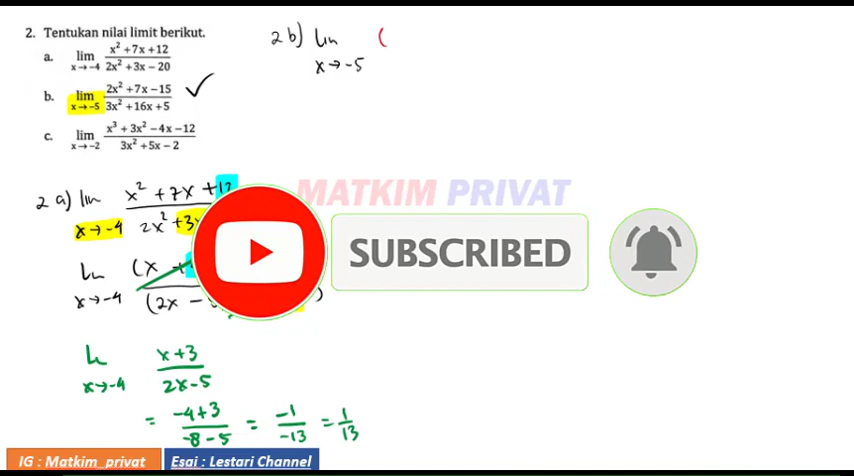 2. Tentukan nilai limit berikut.
a. lim x→-4 x² + 7x + 12 / 2x² + 3x − 20
b. lim x→-5 2x² + 7x − 15 / 3x² + 16x + 5
c. lim x→-2 x³ + 3x² − 4x − 12 / 3x² + 5x − 2
2 b) lim (
x→-5
MATKIM PRIVAT
SUBSCRIBED
2 a) lim x² + 7x + 12
x→-4 2x² + 3x
lim (x +
x→-4 (2x − )
lim x+3
x→-4 2x-5
= -4+3 / -8-5 = -1 / -13 = 1 / 13
IG : Matkim_privat
Esai : Lestari Channel